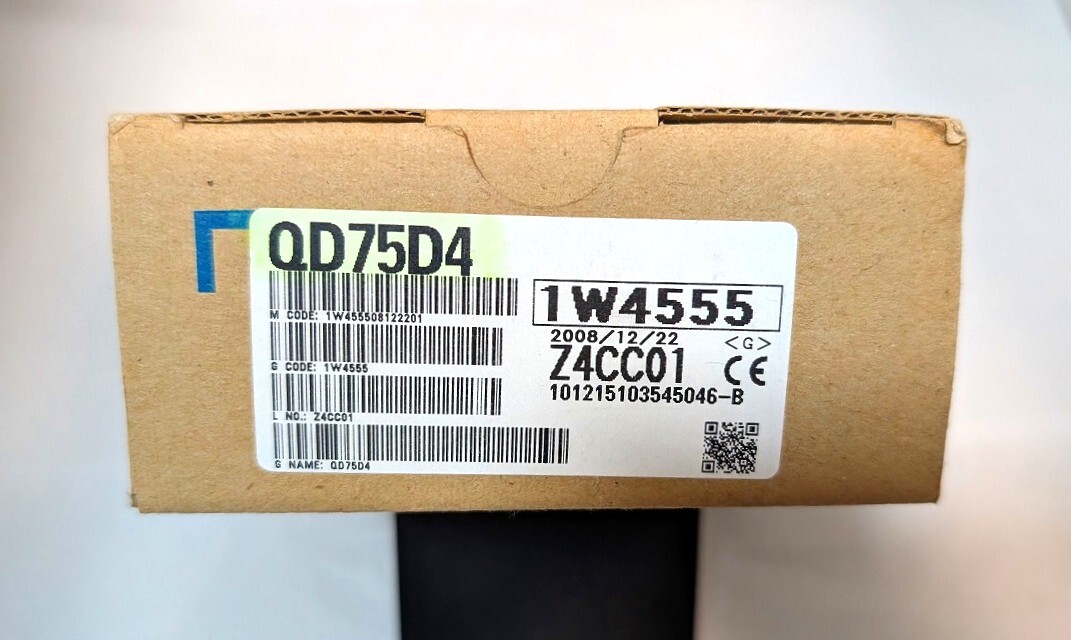 QD75D4
M CODE: 1W455508122201
G CODE: 1W4555
L NO.: Z4CC01
G NAME: QD75D4
1W4555
2008/12/22
<G>
Z4CC01
CE
101215103545046-B